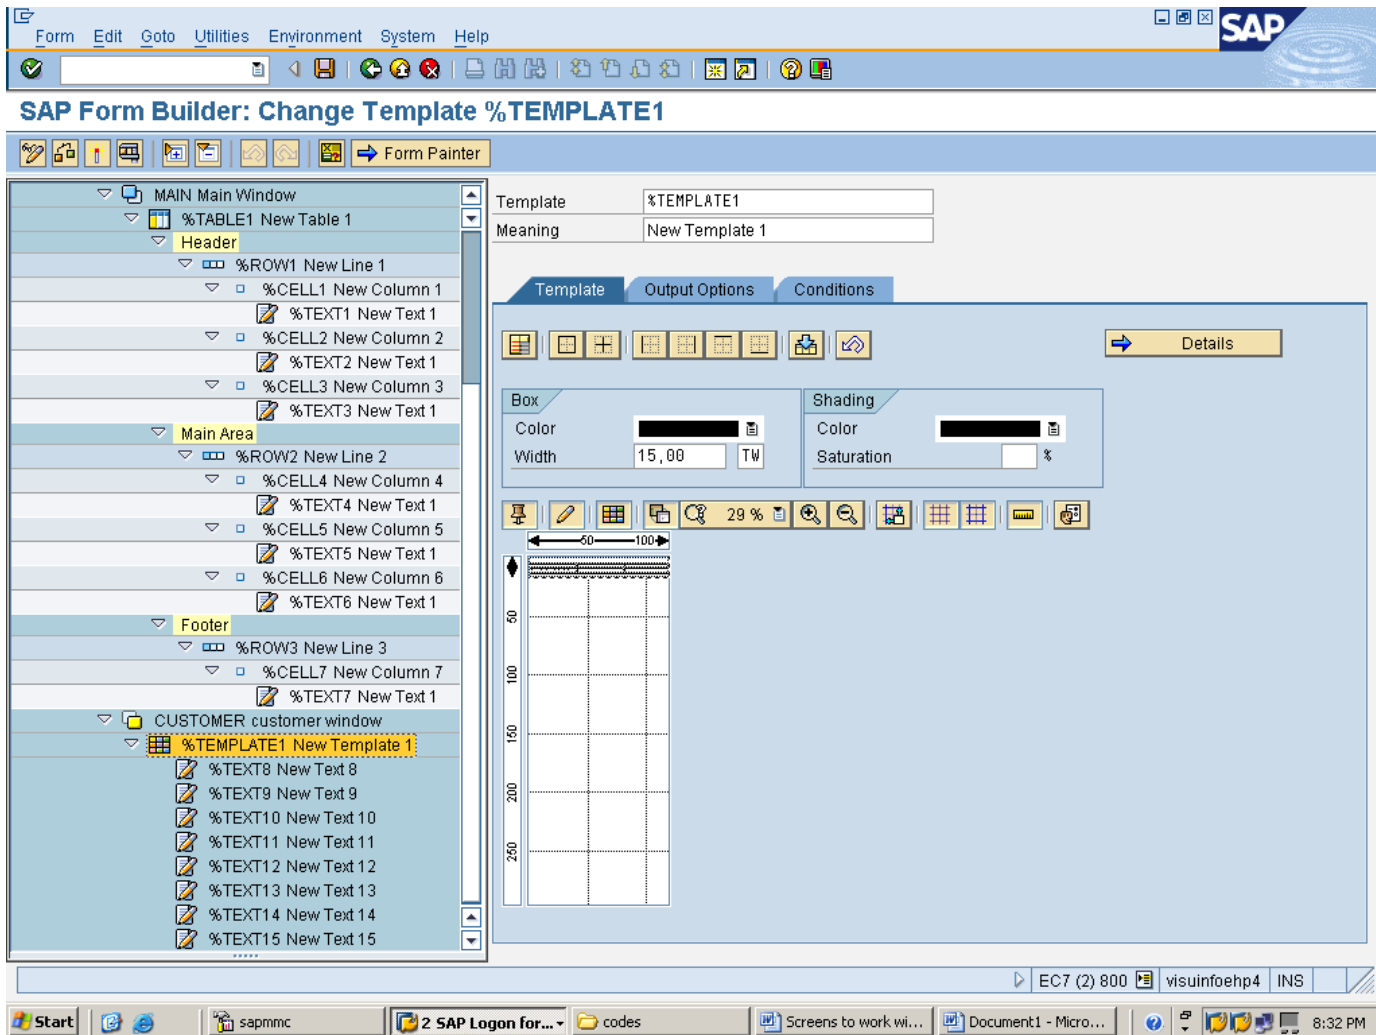 Form Edit Goto Utilities Environment System Help
SAP
SAP Form Builder: Change Template %TEMPLATE1
Form Painter
MAIN Main Window
%TABLE1 New Table 1
Header
%ROW1 New Line 1
%CELL1 New Column 1
%TEXT1 New Text 1
%CELL2 New Column 2
%TEXT2 New Text 1
%CELL3 New Column 3
%TEXT3 New Text 1
Main Area
%ROW2 New Line 2
%CELL4 New Column 4
%TEXT4 New Text 1
%CELL5 New Column 5
%TEXT5 New Text 1
%CELL6 New Column 6
%TEXT6 New Text 1
Footer
%ROW3 New Line 3
%CELL7 New Column 7
%TEXT7 New Text 1
CUSTOMER customer window
%TEMPLATE1 New Template 1
%TEXT8 New Text 8
%TEXT9 New Text 9
%TEXT10 New Text 10
%TEXT11 New Text 11
%TEXT12 New Text 12
%TEXT13 New Text 13
%TEXT14 New Text 14
%TEXT15 New Text 15
Template %TEMPLATE1
Meaning New Template 1
Template Output Options Conditions
Details
Box
Color
Width 15,00 TW
Shading
Color
Saturation %
29 %
50 100
50
100
150
200
250
EC7 (2) 800 visuinfoehp4 INS
Start sapmmc 2 SAP Logon for... codes Screens to work wi... Document1 - Micro... 8:32 PM